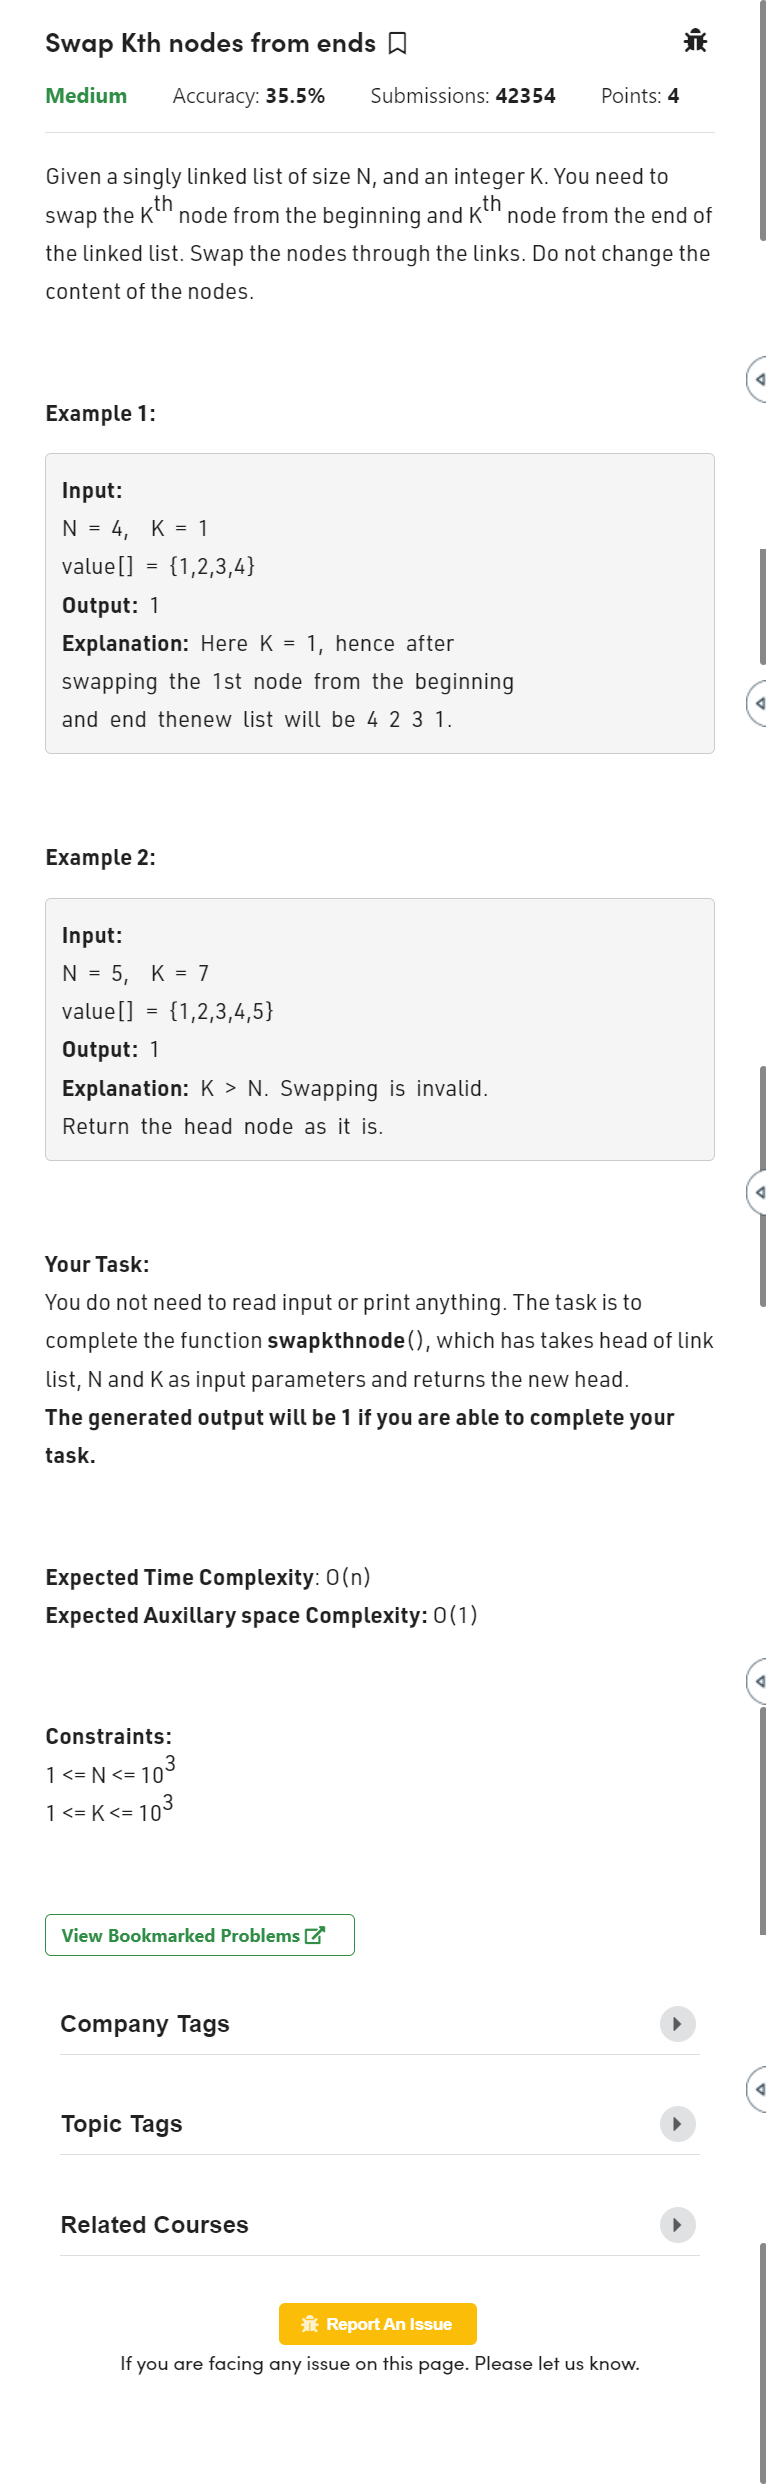 Swap Kth nodes from ends
Medium Accuracy: 35.5% Submissions: 42354 Points: 4
Given a singly linked list of size N, and an integer K. You need to
swap the Kth node from the beginning and Kth node from the end of
the linked list. Swap the nodes through the links. Do not change the
content of the nodes.
Example 1:
Input:
N = 4, K = 1
value[] = {1,2,3,4}
Output: 1
Explanation: Here K = 1, hence after
swapping the 1st node from the beginning
and end thenew list will be 4 2 3 1.
Example 2:
Input:
N = 5, K = 7
value[] = {1,2,3,4,5}
Output: 1
Explanation: K > N. Swapping is invalid.
Return the head node as it is.
Your Task:
You do not need to read input or print anything. The task is to
complete the function swapkthnode(), which has takes head of link
list, N and K as input parameters and returns the new head.
The generated output will be 1 if you are able to complete your
task.
Expected Time Complexity: O(n)
Expected Auxillary space Complexity: O(1)
Constraints:
1 <= N <= 10³
1 <= K <= 10³
View Bookmarked Problems
Company Tags
Topic Tags
Related Courses
Report An Issue
If you are facing any issue on this page. Please let us know.